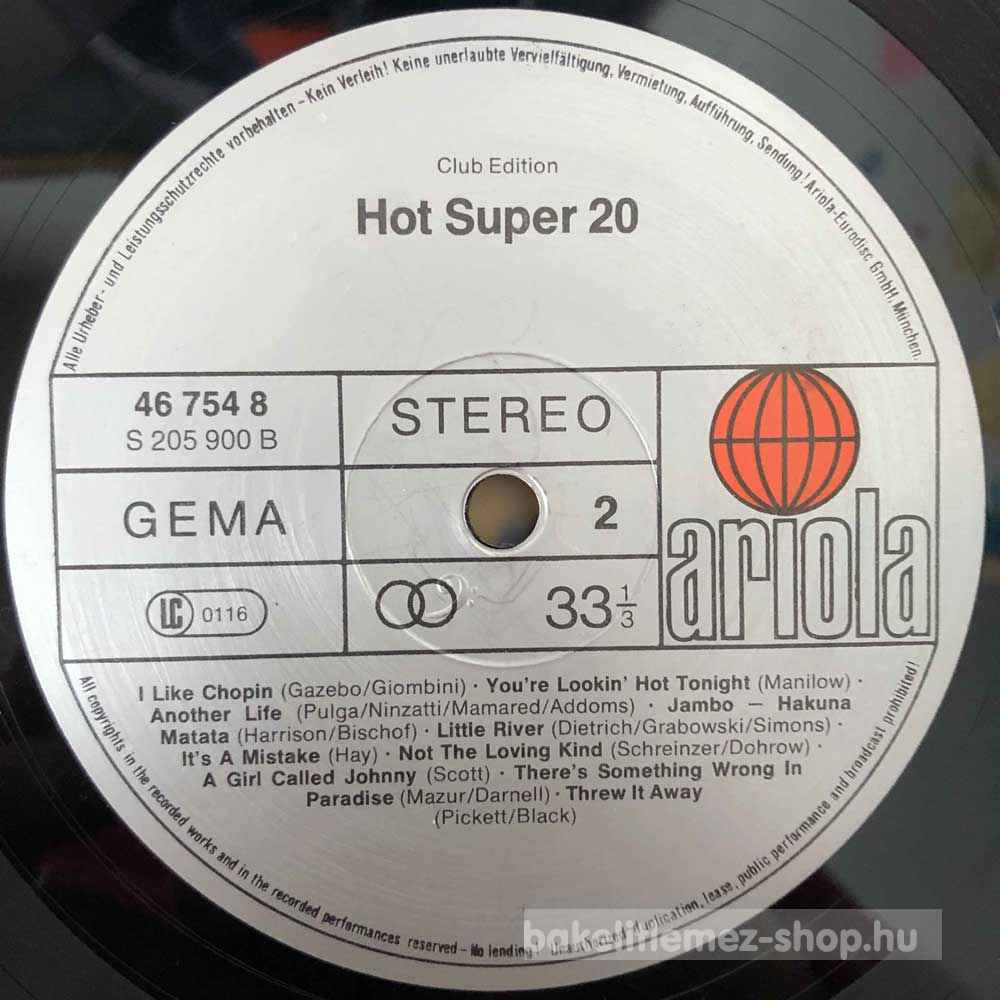 Alle Urheber- und Leistungsschutzrechte vorbehalten – Kein Verleih! Keine unerlaubte Vervielfältigung, Vermietung, Aufführung, Sendung! Ariola-Eurodisc GmbH, München.
Club Edition
Hot Super 20
46 754 8
S 205 900 B
STEREO
GEMA
2
LC 0116
33 1/3
ariola
I Like Chopin (Gazebo/Giombini) · You're Lookin' Hot Tonight (Manilow) ·
Another Life (Pulga/Ninzatti/Mamared/Addoms) · Jambo – Hakuna
Matata (Harrison/Bischof) · Little River (Dietrich/Grabowski/Simons) ·
It's A Mistake (Hay) · Not The Loving Kind (Schreinzer/Dohrow) ·
A Girl Called Johnny (Scott) · There's Something Wrong In
Paradise (Mazur/Darnell) · Threw It Away
(Pickett/Black)
All copyrights in the recorded works and in the recorded performances reserved – No lending! Unauthorized duplication, lease, public performance and broadcast prohibited!
bakelitlemez-shop.hu